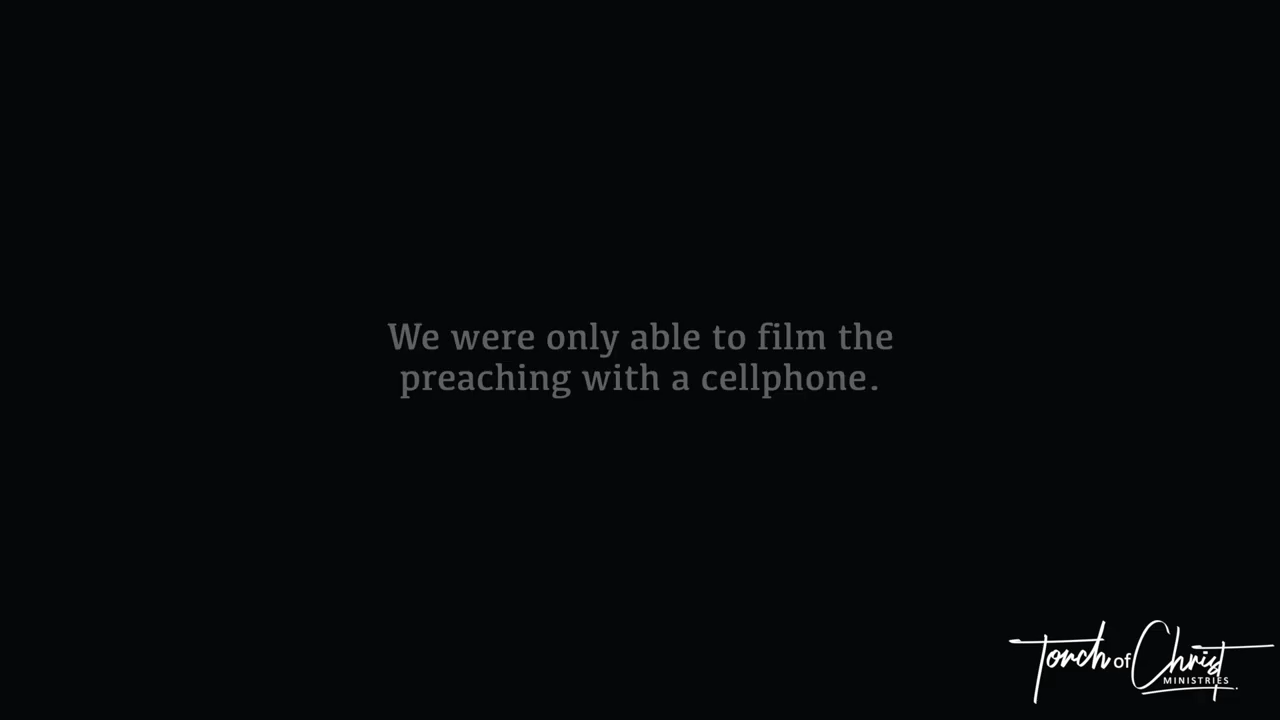 We were only able to film the
preaching with a cellphone.
Torch of Christ
MINISTRIES